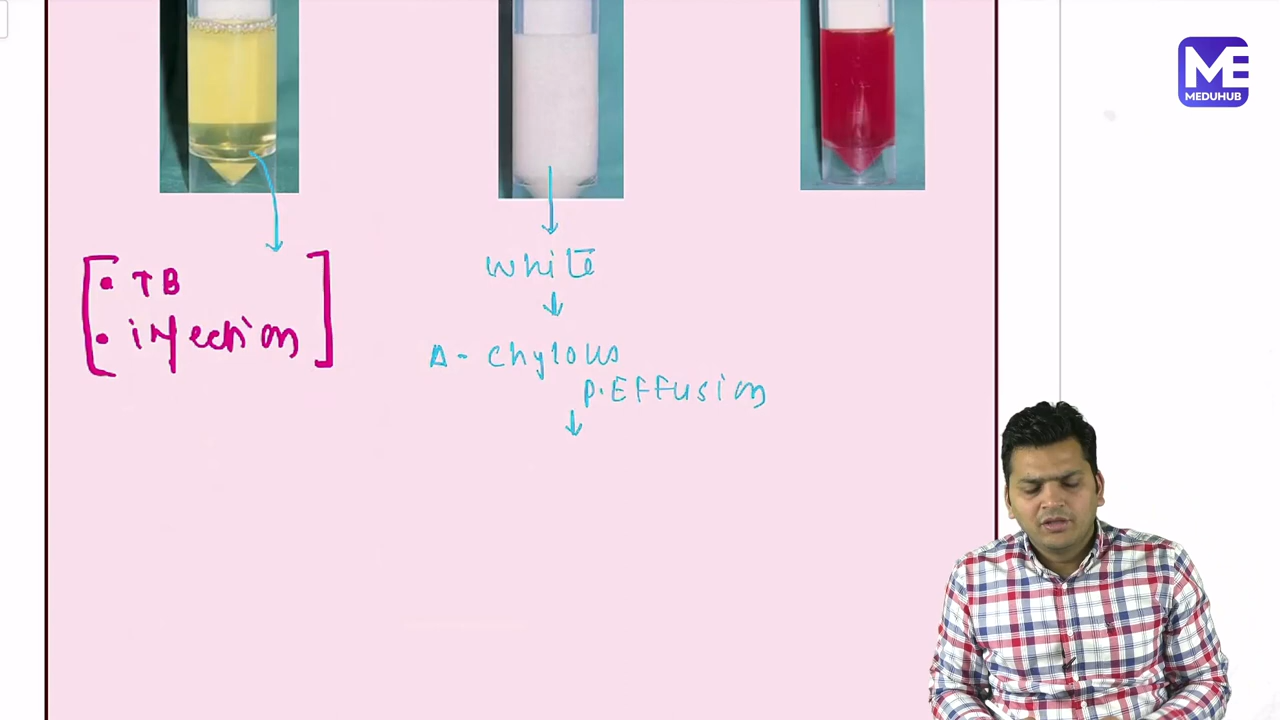 ME
MEDUHUB
• TB
• infection
White
Δ - Chylous
P. Effusion